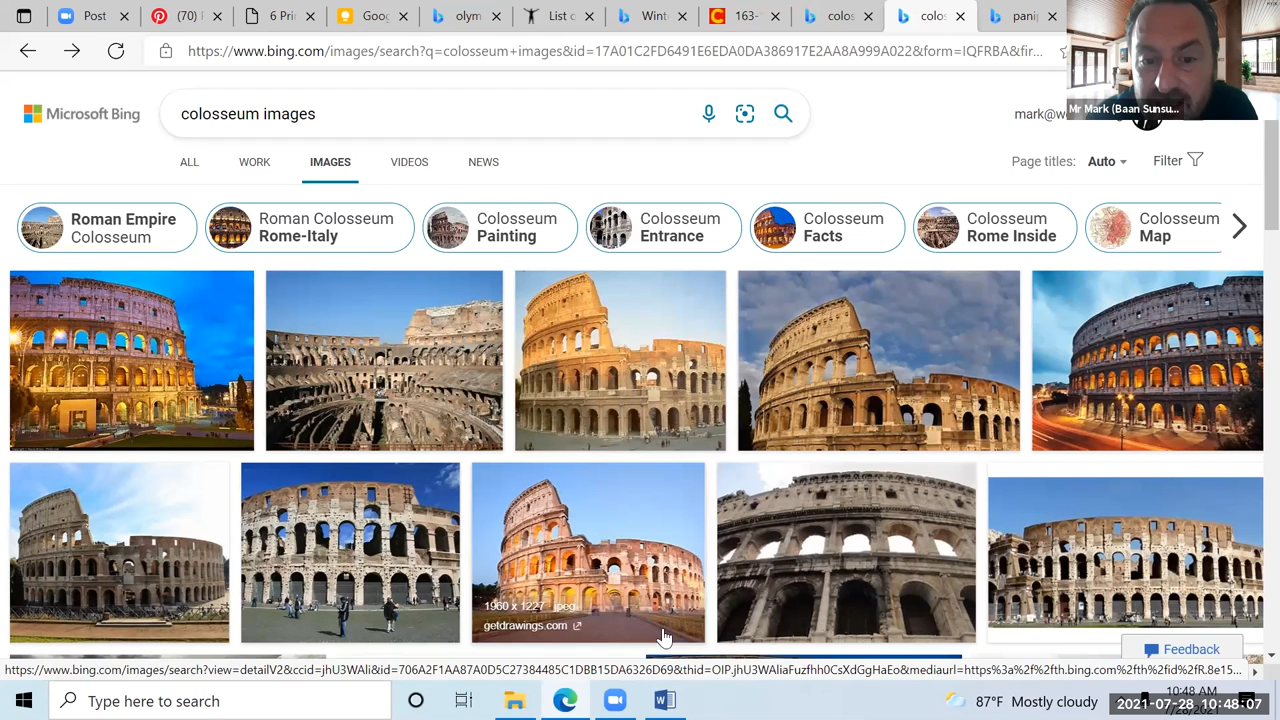 Post
(70)
6 Pri
Goog
olym
List o
Winte
163-
colos
colos
pani
https://www.bing.com/images/search?q=colosseum+images&id=17A01C2FD6491E6EDA0DA386917E2AA8A999A022&form=IQFRBA&fir...
Mr Mark (Baan Sunsu...
Microsoft Bing
colosseum images
mark@w
ALL
WORK
IMAGES
VIDEOS
NEWS
Page titles: Auto
Filter
Roman Empire
Colosseum
Roman Colosseum
Rome-Italy
Colosseum
Painting
Colosseum
Entrance
Colosseum
Facts
Colosseum
Rome Inside
Colosseum
Map
1960 x 1227 jpeg
getdrawings.com
Feedback
https://www.bing.com/images/search?view=detailV2&ccid=jhU3WAli&id=706A2F1A6A5A0D5C2738445C1DBB15DA6326D69&thid=OIP.jhU3WAliaFuzfhh0CsXdGgHaEo&mediaurl=https%3a%2f%2fth.bing.com%2fth%2fid%2fR.8e15...
Type here to search
87°F Mostly cloudy
10:48 AM
2021-07-28 10:48:07